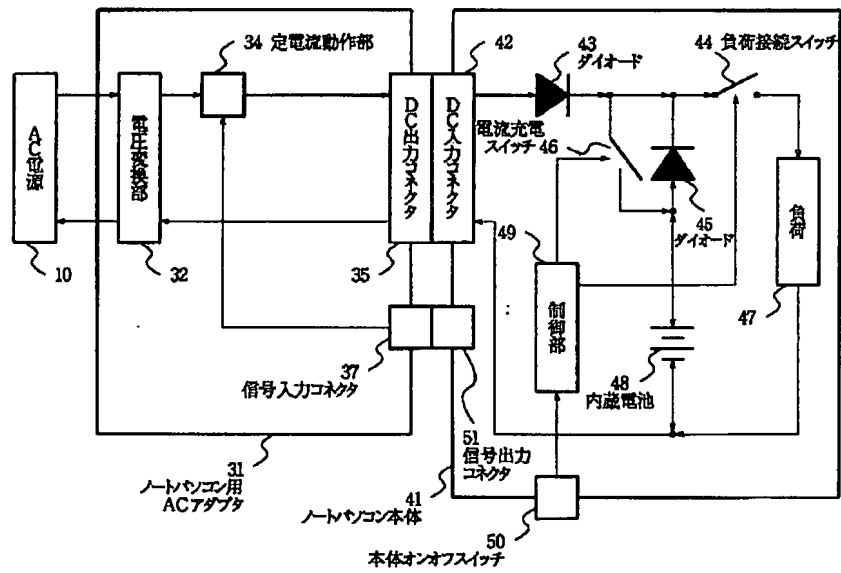 34 定電流動作部
42
43
ダイオード
44 負荷接続スイッチ
AC電源
電圧変換部
DC出力コネクタ
DC入力コネクタ
電流充電
スイッチ 46
45
ダイオード
負荷
49
制御部
10
32
35
47
37
信号入力コネクタ
48
内蔵電池
51
信号出力
コネクタ
31
ノートパソコン用
ACアダプタ
41
ノートパソコン本体
50
本体オンオフスイッチ